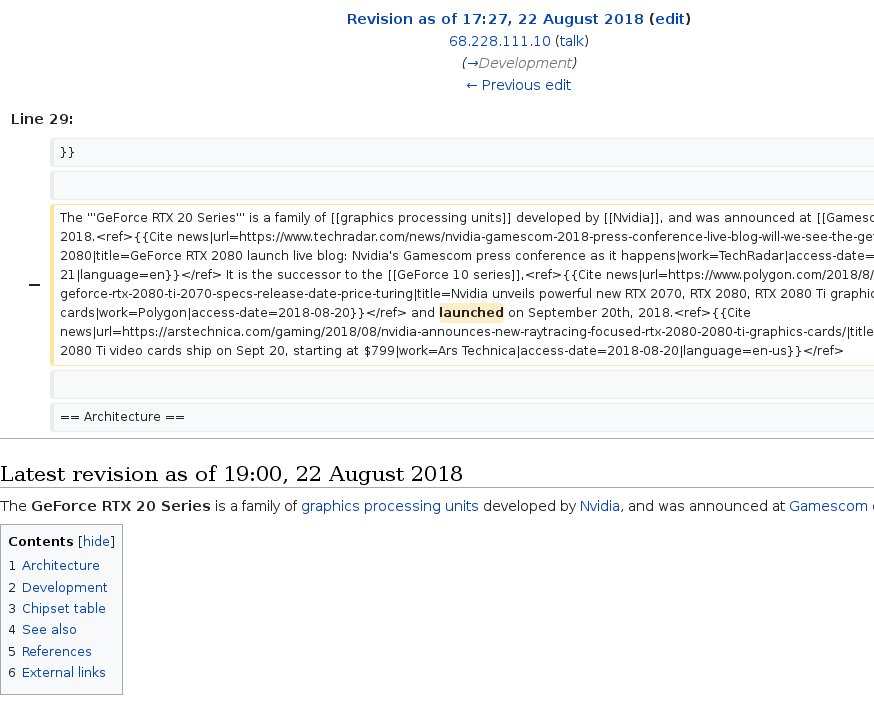 Revision as of 17:27, 22 August 2018 (edit)
68.228.111.10 (talk)
(→Development)
← Previous edit
Line 29:
}}
The '''GeForce RTX 20 Series''' is a family of [[graphics processing units]] developed by [[Nvidia]], and was announced at [[Gamesc
2018.<ref>{{Cite news|url=https://www.techradar.com/news/nvidia-gamescom-2018-press-conference-live-blog-will-we-see-the-ge
2080|title=GeForce RTX 2080 launch live blog: Nvidia's Gamescom press conference as it happens|work=TechRadar|access-date=
21|language=en}}</ref> It is the successor to the [[GeForce 10 series]],<ref>{{Cite news|url=https://www.polygon.com/2018/8/
− geforce-rtx-2080-ti-2070-specs-release-date-price-turing|title=Nvidia unveils powerful new RTX 2070, RTX 2080, RTX 2080 Ti graphic
cards|work=Polygon|access-date=2018-08-20}}</ref> and launched on September 20th, 2018.<ref>{{Cite
news|url=https://arstechnica.com/gaming/2018/08/nvidia-announces-new-raytracing-focused-rtx-2080-2080-ti-graphics-cards/|title
2080 Ti video cards ship on Sept 20, starting at $799|work=Ars Technica|access-date=2018-08-20|language=en-us}}</ref>
== Architecture ==
Latest revision as of 19:00, 22 August 2018
The GeForce RTX 20 Series is a family of graphics processing units developed by Nvidia, and was announced at Gamescom
Contents [hide]
1 Architecture
2 Development
3 Chipset table
4 See also
5 References
6 External links